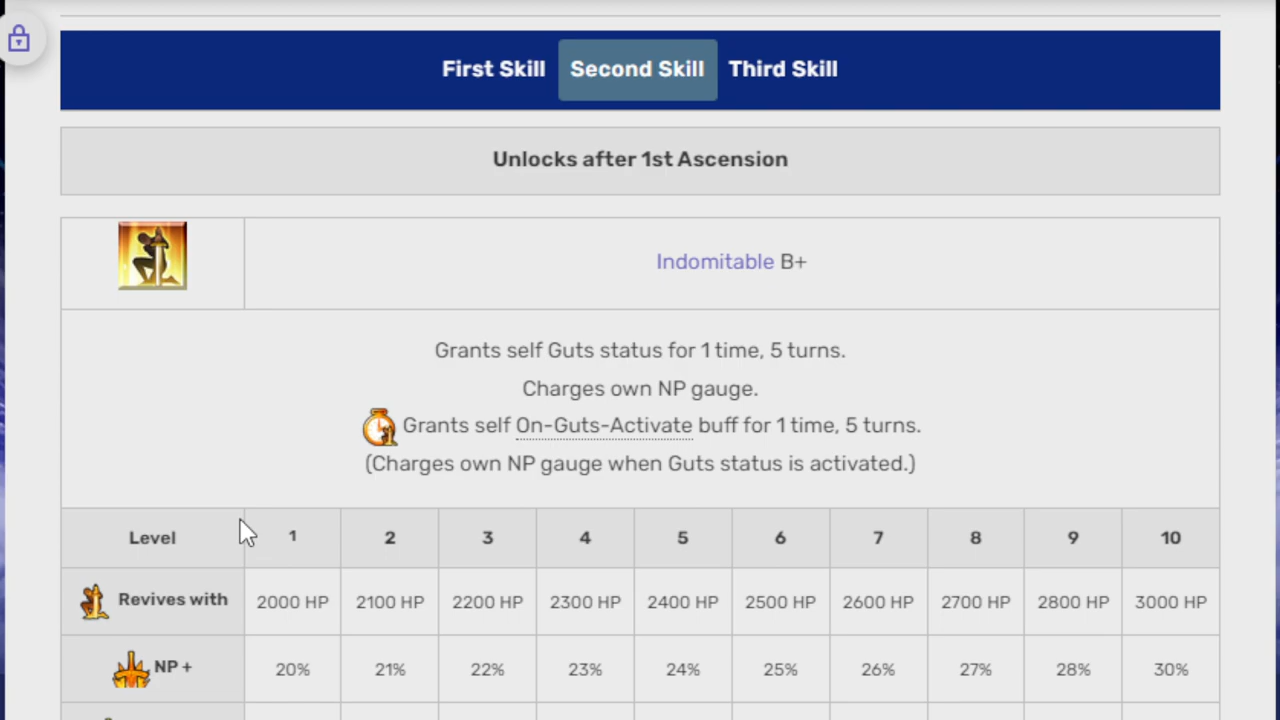 First Skill Second Skill Third Skill
Unlocks after 1st Ascension
Indomitable B+
Grants self Guts status for 1 time, 5 turns.
Charges own NP gauge.
Grants self On-Guts-Activate buff for 1 time, 5 turns.
(Charges own NP gauge when Guts status is activated.)
Level 1 2 3 4 5 6 7 8 9 10
Revives with 2000 HP 2100 HP 2200 HP 2300 HP 2400 HP 2500 HP 2600 HP 2700 HP 2800 HP 3000 HP
NP + 20% 21% 22% 23% 24% 25% 26% 27% 28% 30%